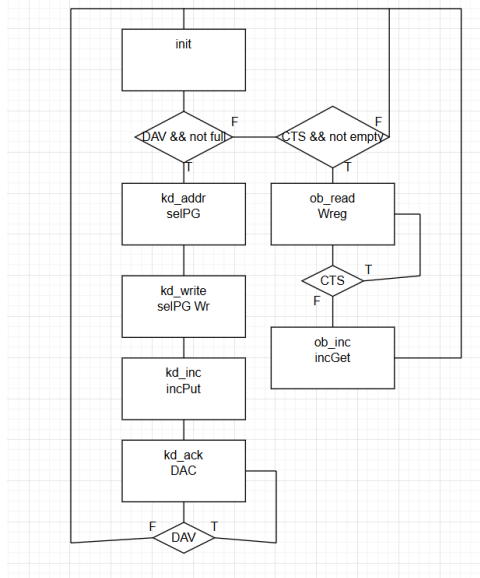 init
DAV && not full
F
CTS && not empty
F
T
T
kd_addr
selPG
ob_read
Wreg
CTS
T
F
kd_write
selPG Wr
ob_inc
incGet
kd_inc
incPut
kd_ack
DAC
F
DAV
T